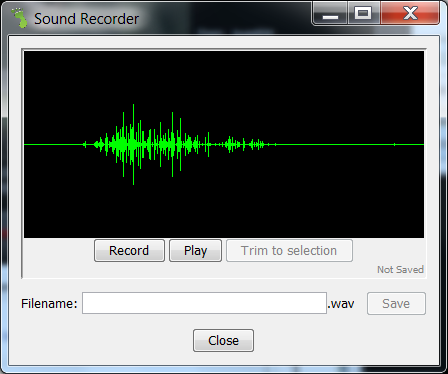 Sound Recorder
Record Play Trim to selection
Not Saved
Filename: .wav Save
Close